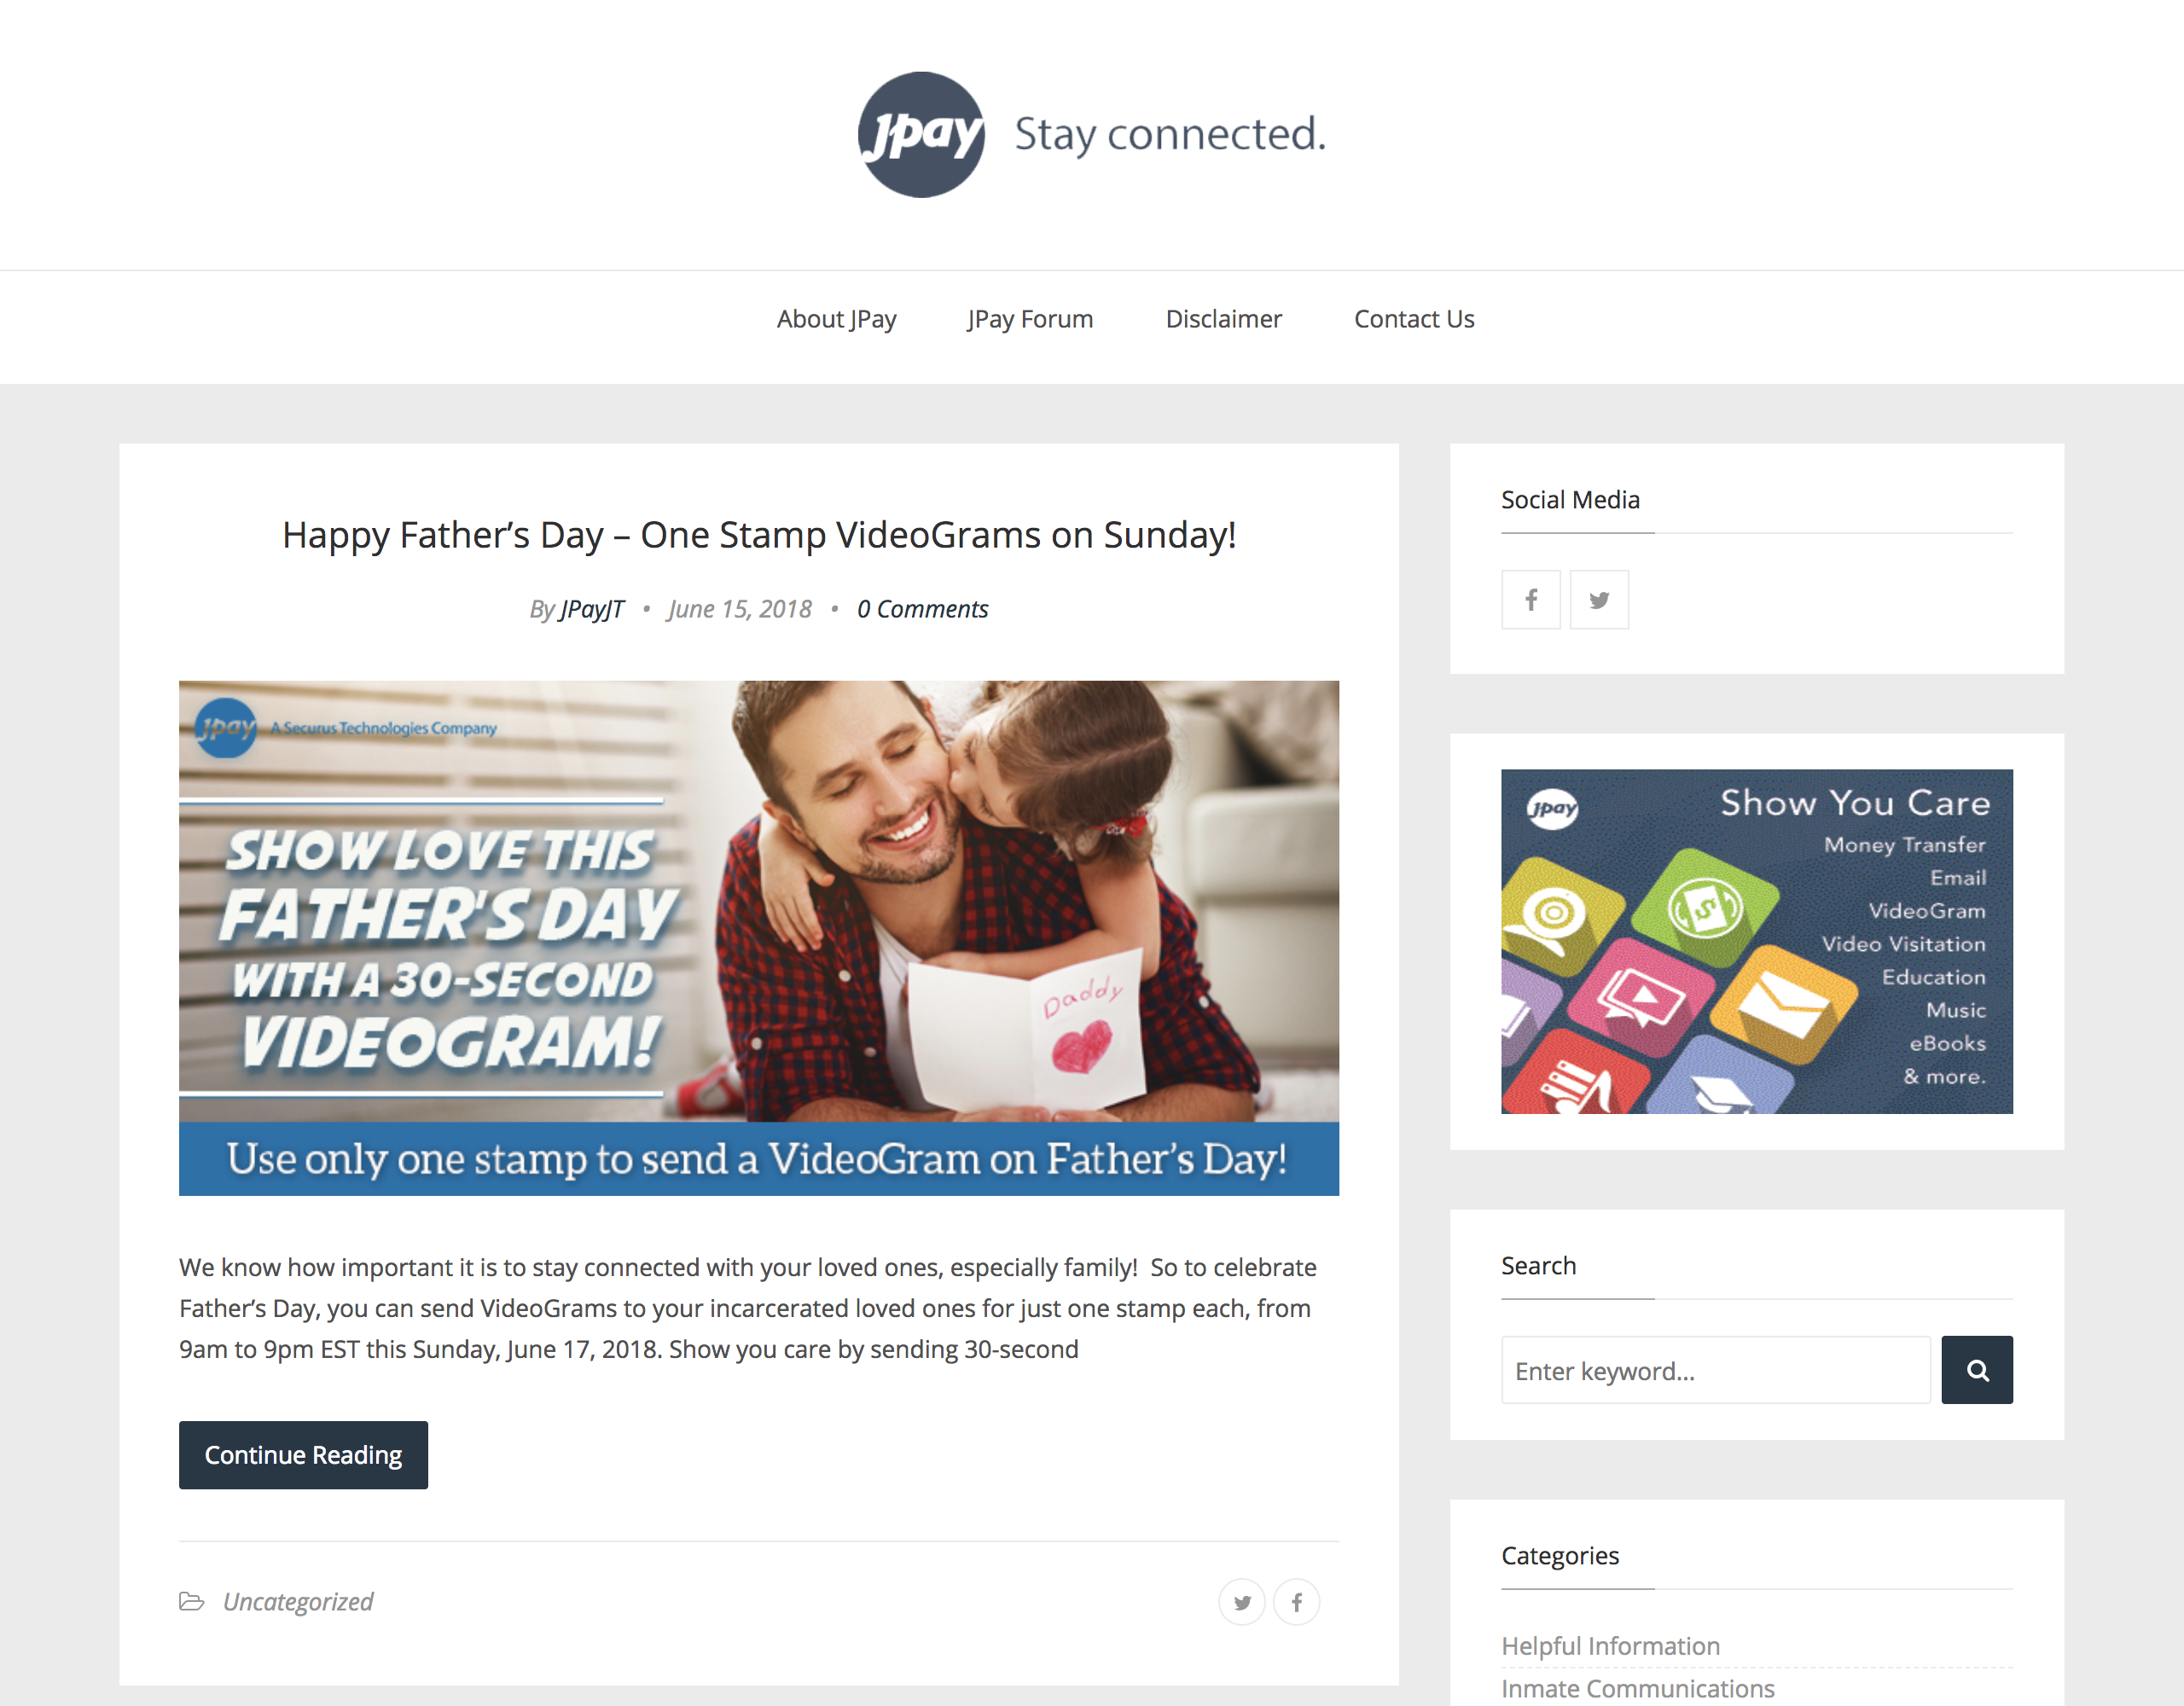 jpay Stay connected.
About JPay JPay Forum Disclaimer Contact Us
Happy Father’s Day – One Stamp VideoGrams on Sunday!
By JPayJT • June 15, 2018 • 0 Comments
jpay A Securus Technologies Company
SHOW LOVE THIS
FATHER'S DAY
WITH A 30-SECOND
VIDEOGRAM!
Daddy
Use only one stamp to send a VideoGram on Father’s Day!
We know how important it is to stay connected with your loved ones, especially family!  So to celebrate
Father’s Day, you can send VideoGrams to your incarcerated loved ones for just one stamp each, from
9am to 9pm EST this Sunday, June 17, 2018. Show you care by sending 30-second
Continue Reading
Uncategorized
Social Media
jpay Show You Care
Money Transfer
Email
VideoGram
Video Visitation
Education
Music
eBooks
& more.
Search
Enter keyword...
Categories
Helpful Information
Inmate Communications